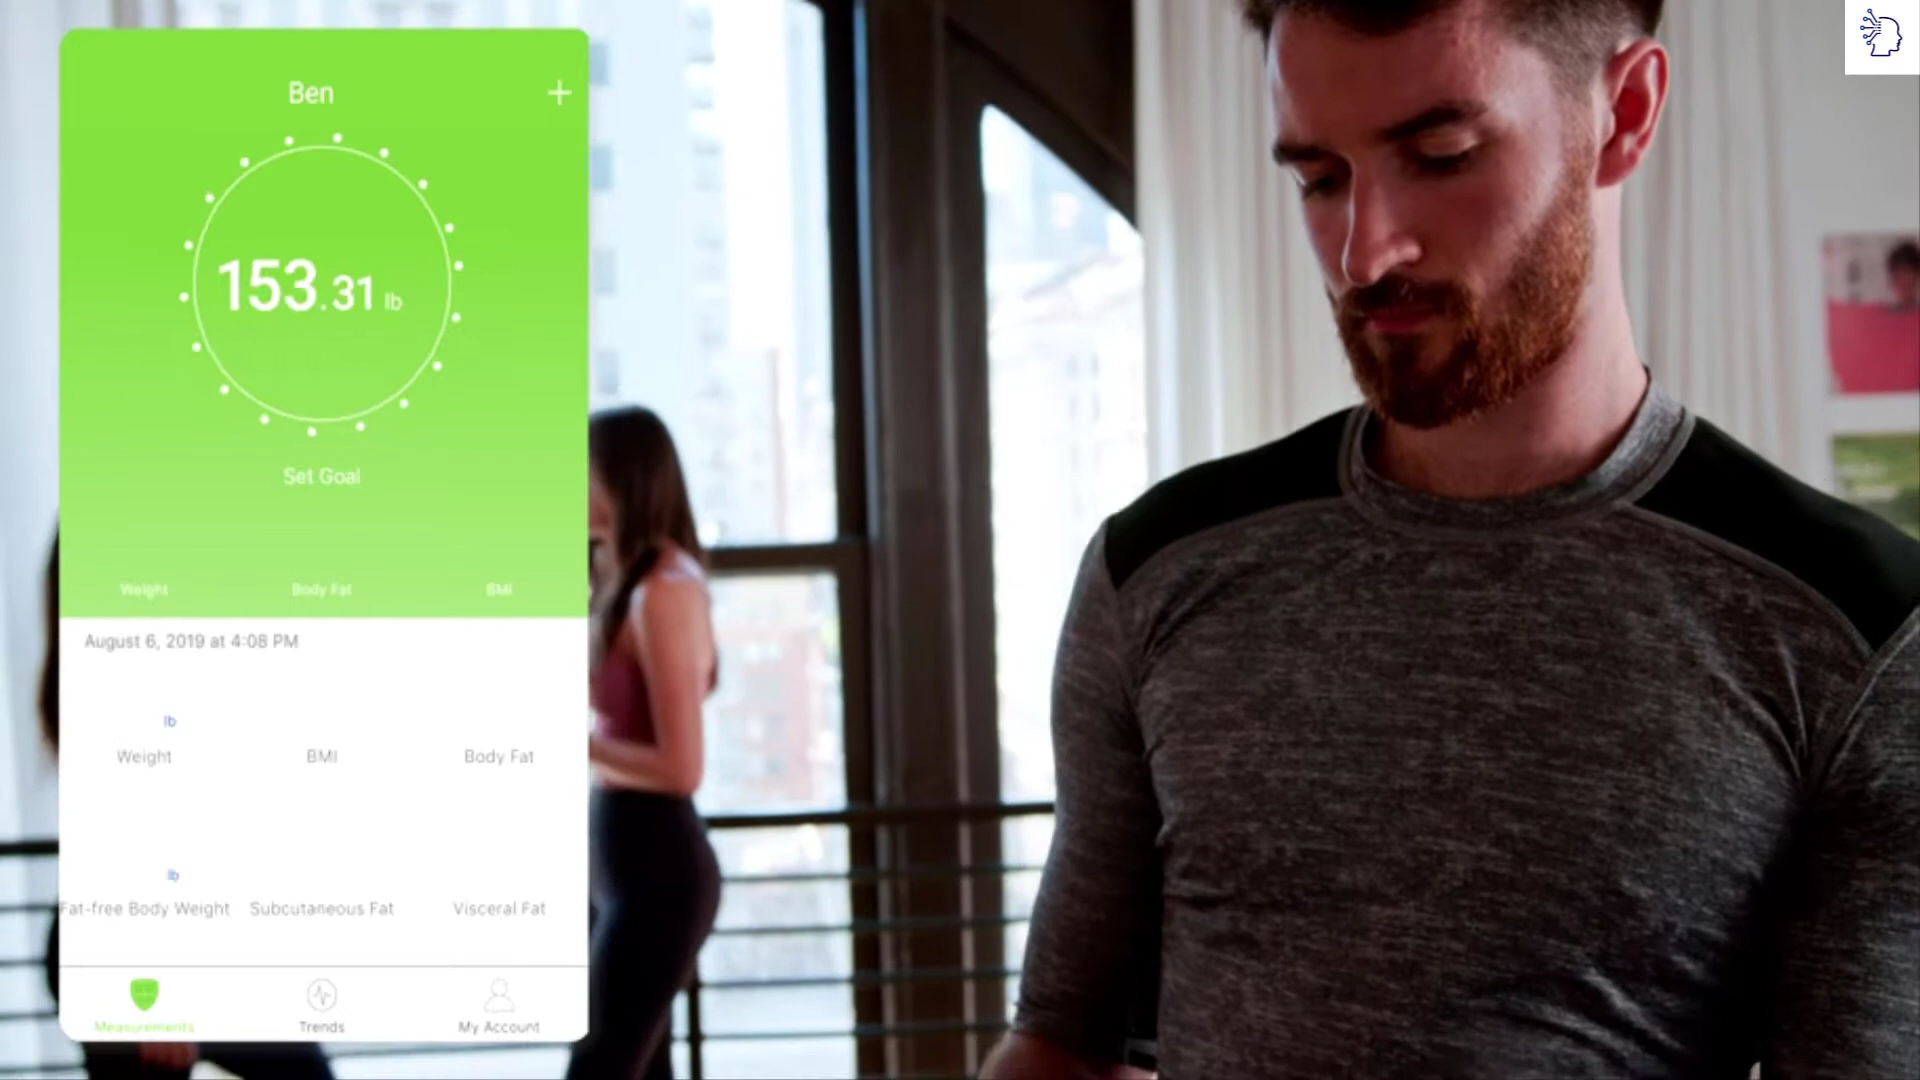 Ben +
153.31 lb
Set Goal
Weight Body Fat BMI
August 6, 2019 at 4:08 PM
lb
Weight BMI Body Fat
lb
Fat-free Body Weight Subcutaneous Fat Visceral Fat
Measurements Trends My Account